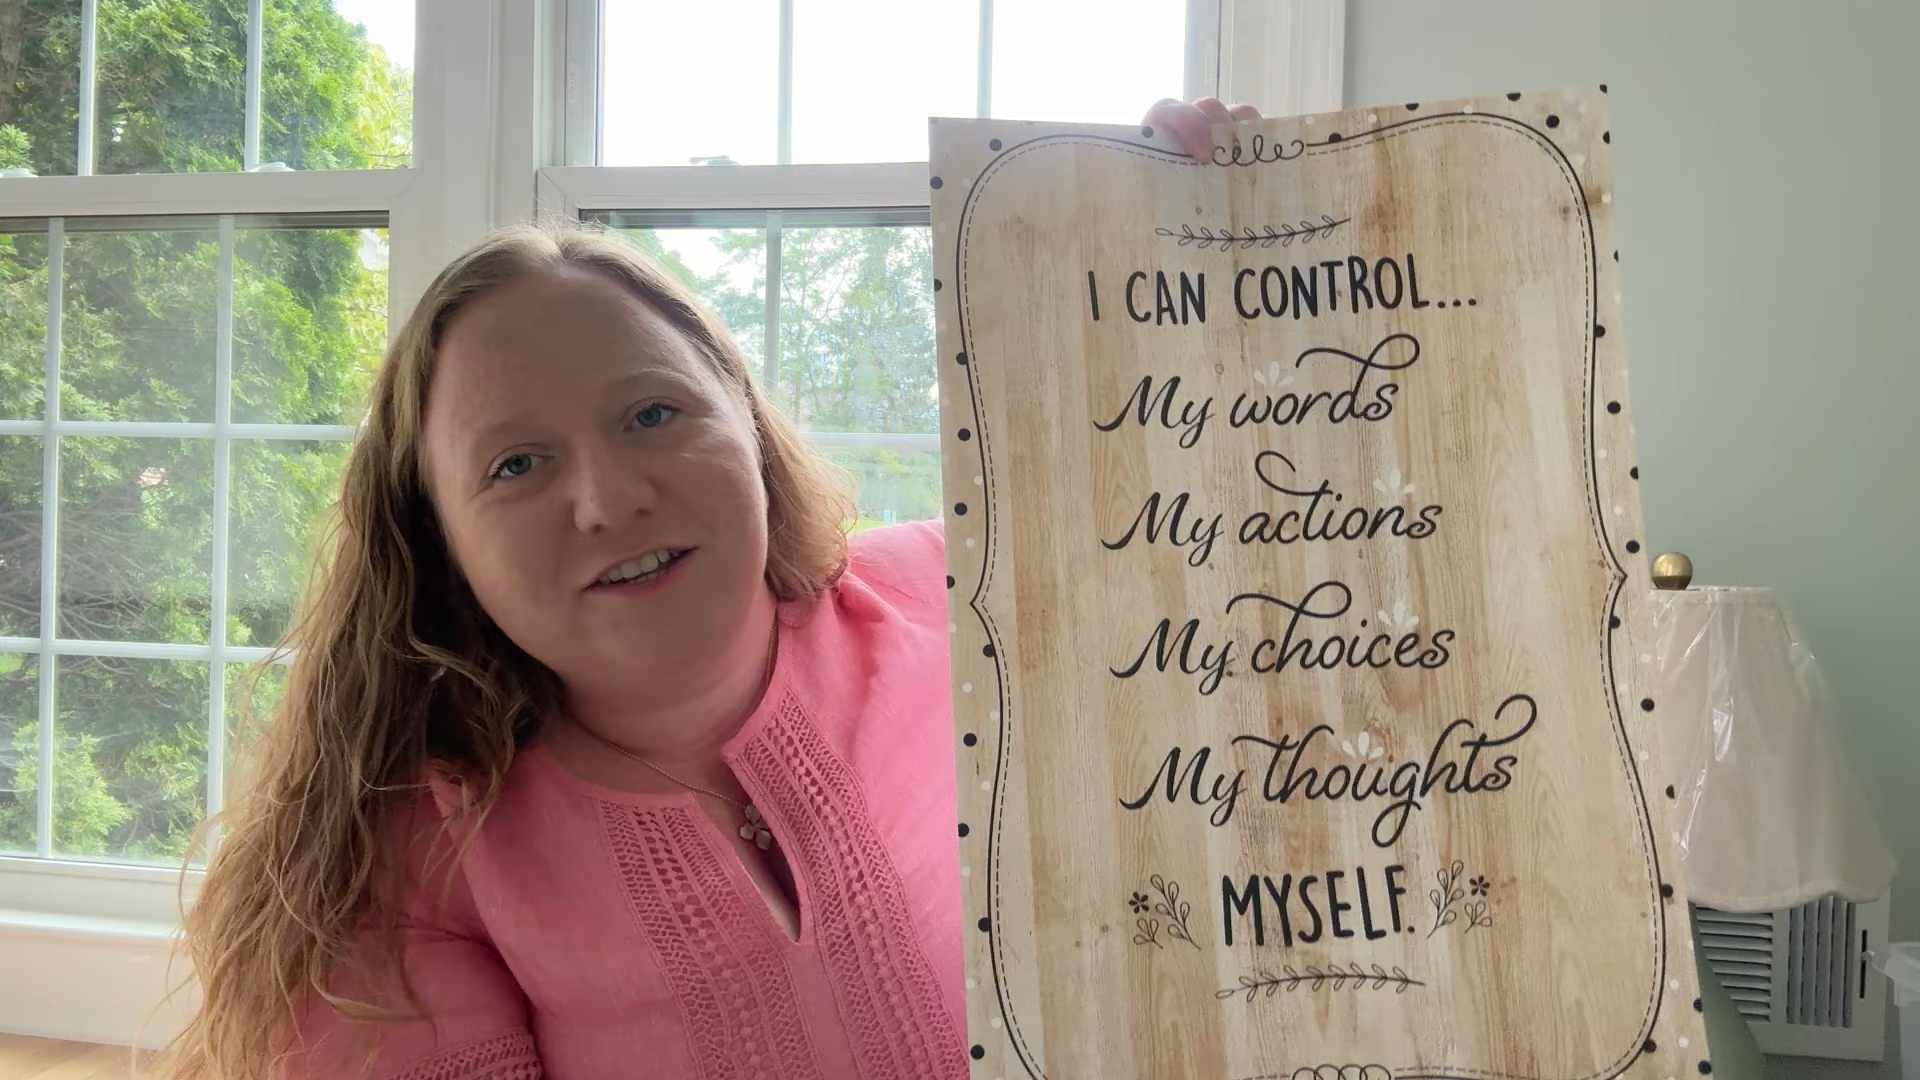 I CAN CONTROL...
My words
My actions
My choices
My thoughts
MYSELF.